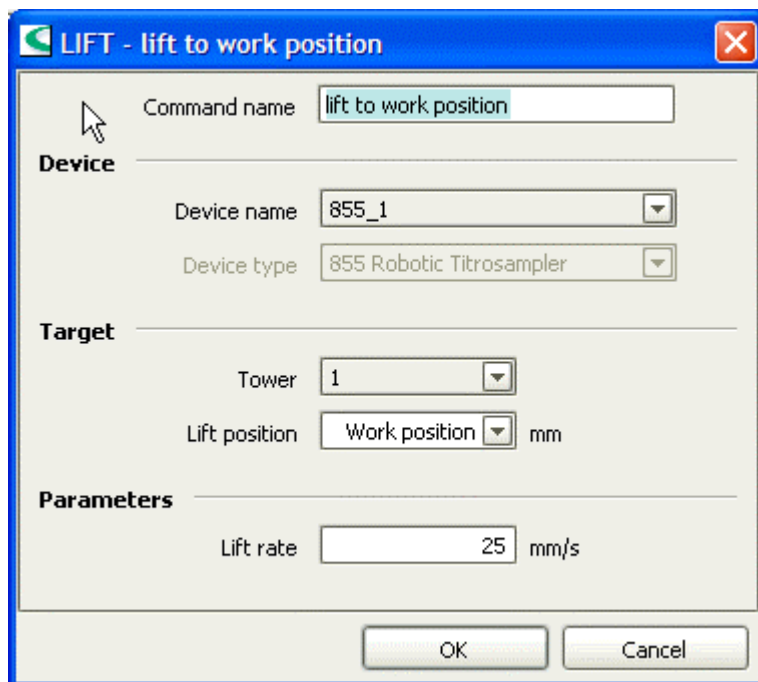 LIFT - lift to work position
Command name lift to work position
Device
Device name 855_1
Device type 855 Robotic Titrosampler
Target
Tower 1
Lift position Work position mm
Parameters
Lift rate 25 mm/s
OK Cancel